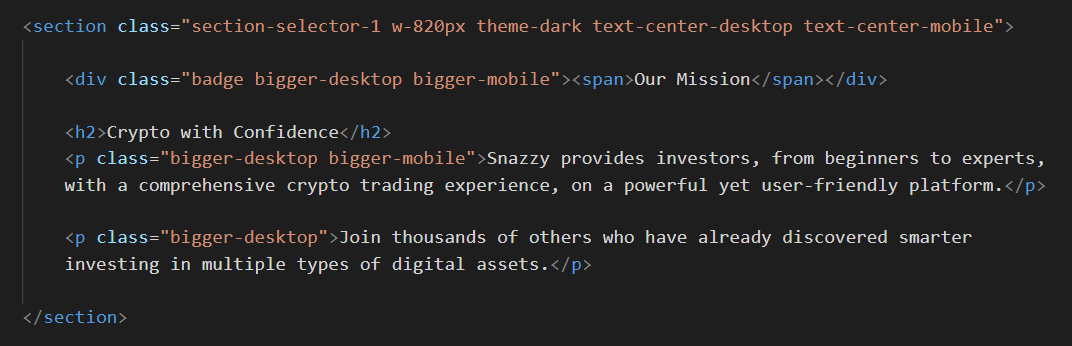 <section class="section-selector-1 w-820px theme-dark text-center-desktop text-center-mobile">
<div class="badge bigger-desktop bigger-mobile"><span>Our Mission</span></div>
<h2>Crypto with Confidence</h2>
<p class="bigger-desktop bigger-mobile">Snazzy provides investors, from beginners to experts,
with a comprehensive crypto trading experience, on a powerful yet user-friendly platform.</p>
<p class="bigger-desktop">Join thousands of others who have already discovered smarter
investing in multiple types of digital assets.</p>
</section>